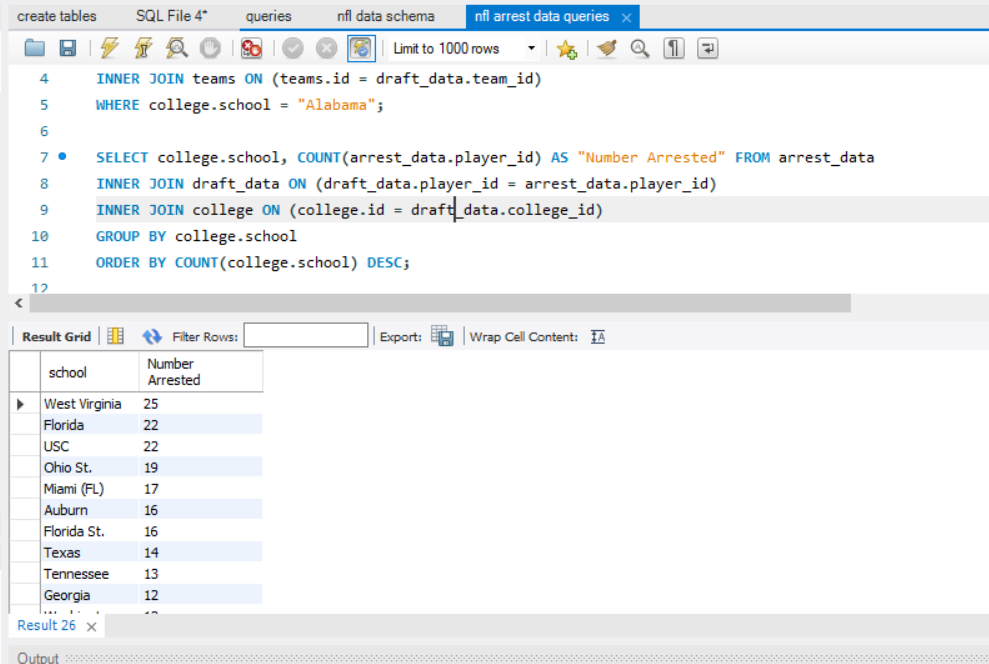 create tables SQL File 4* queries nfl data schema nfl arrest data queries ×
Limit to 1000 rows
4 INNER JOIN teams ON (teams.id = draft_data.team_id)
5 WHERE college.school = "Alabama";
6
7 SELECT college.school, COUNT(arrest_data.player_id) AS "Number Arrested" FROM arrest_data
8 INNER JOIN draft_data ON (draft_data.player_id = arrest_data.player_id)
9 INNER JOIN college ON (college.id = draft_data.college_id)
10 GROUP BY college.school
11 ORDER BY COUNT(college.school) DESC;
12
Result Grid Filter Rows: Export: Wrap Cell Content: IA
school Number Arrested
West Virginia 25
Florida 22
USC 22
Ohio St. 19
Miami (FL) 17
Auburn 16
Florida St. 16
Texas 14
Tennessee 13
Georgia 12
Result 26 ×
Output